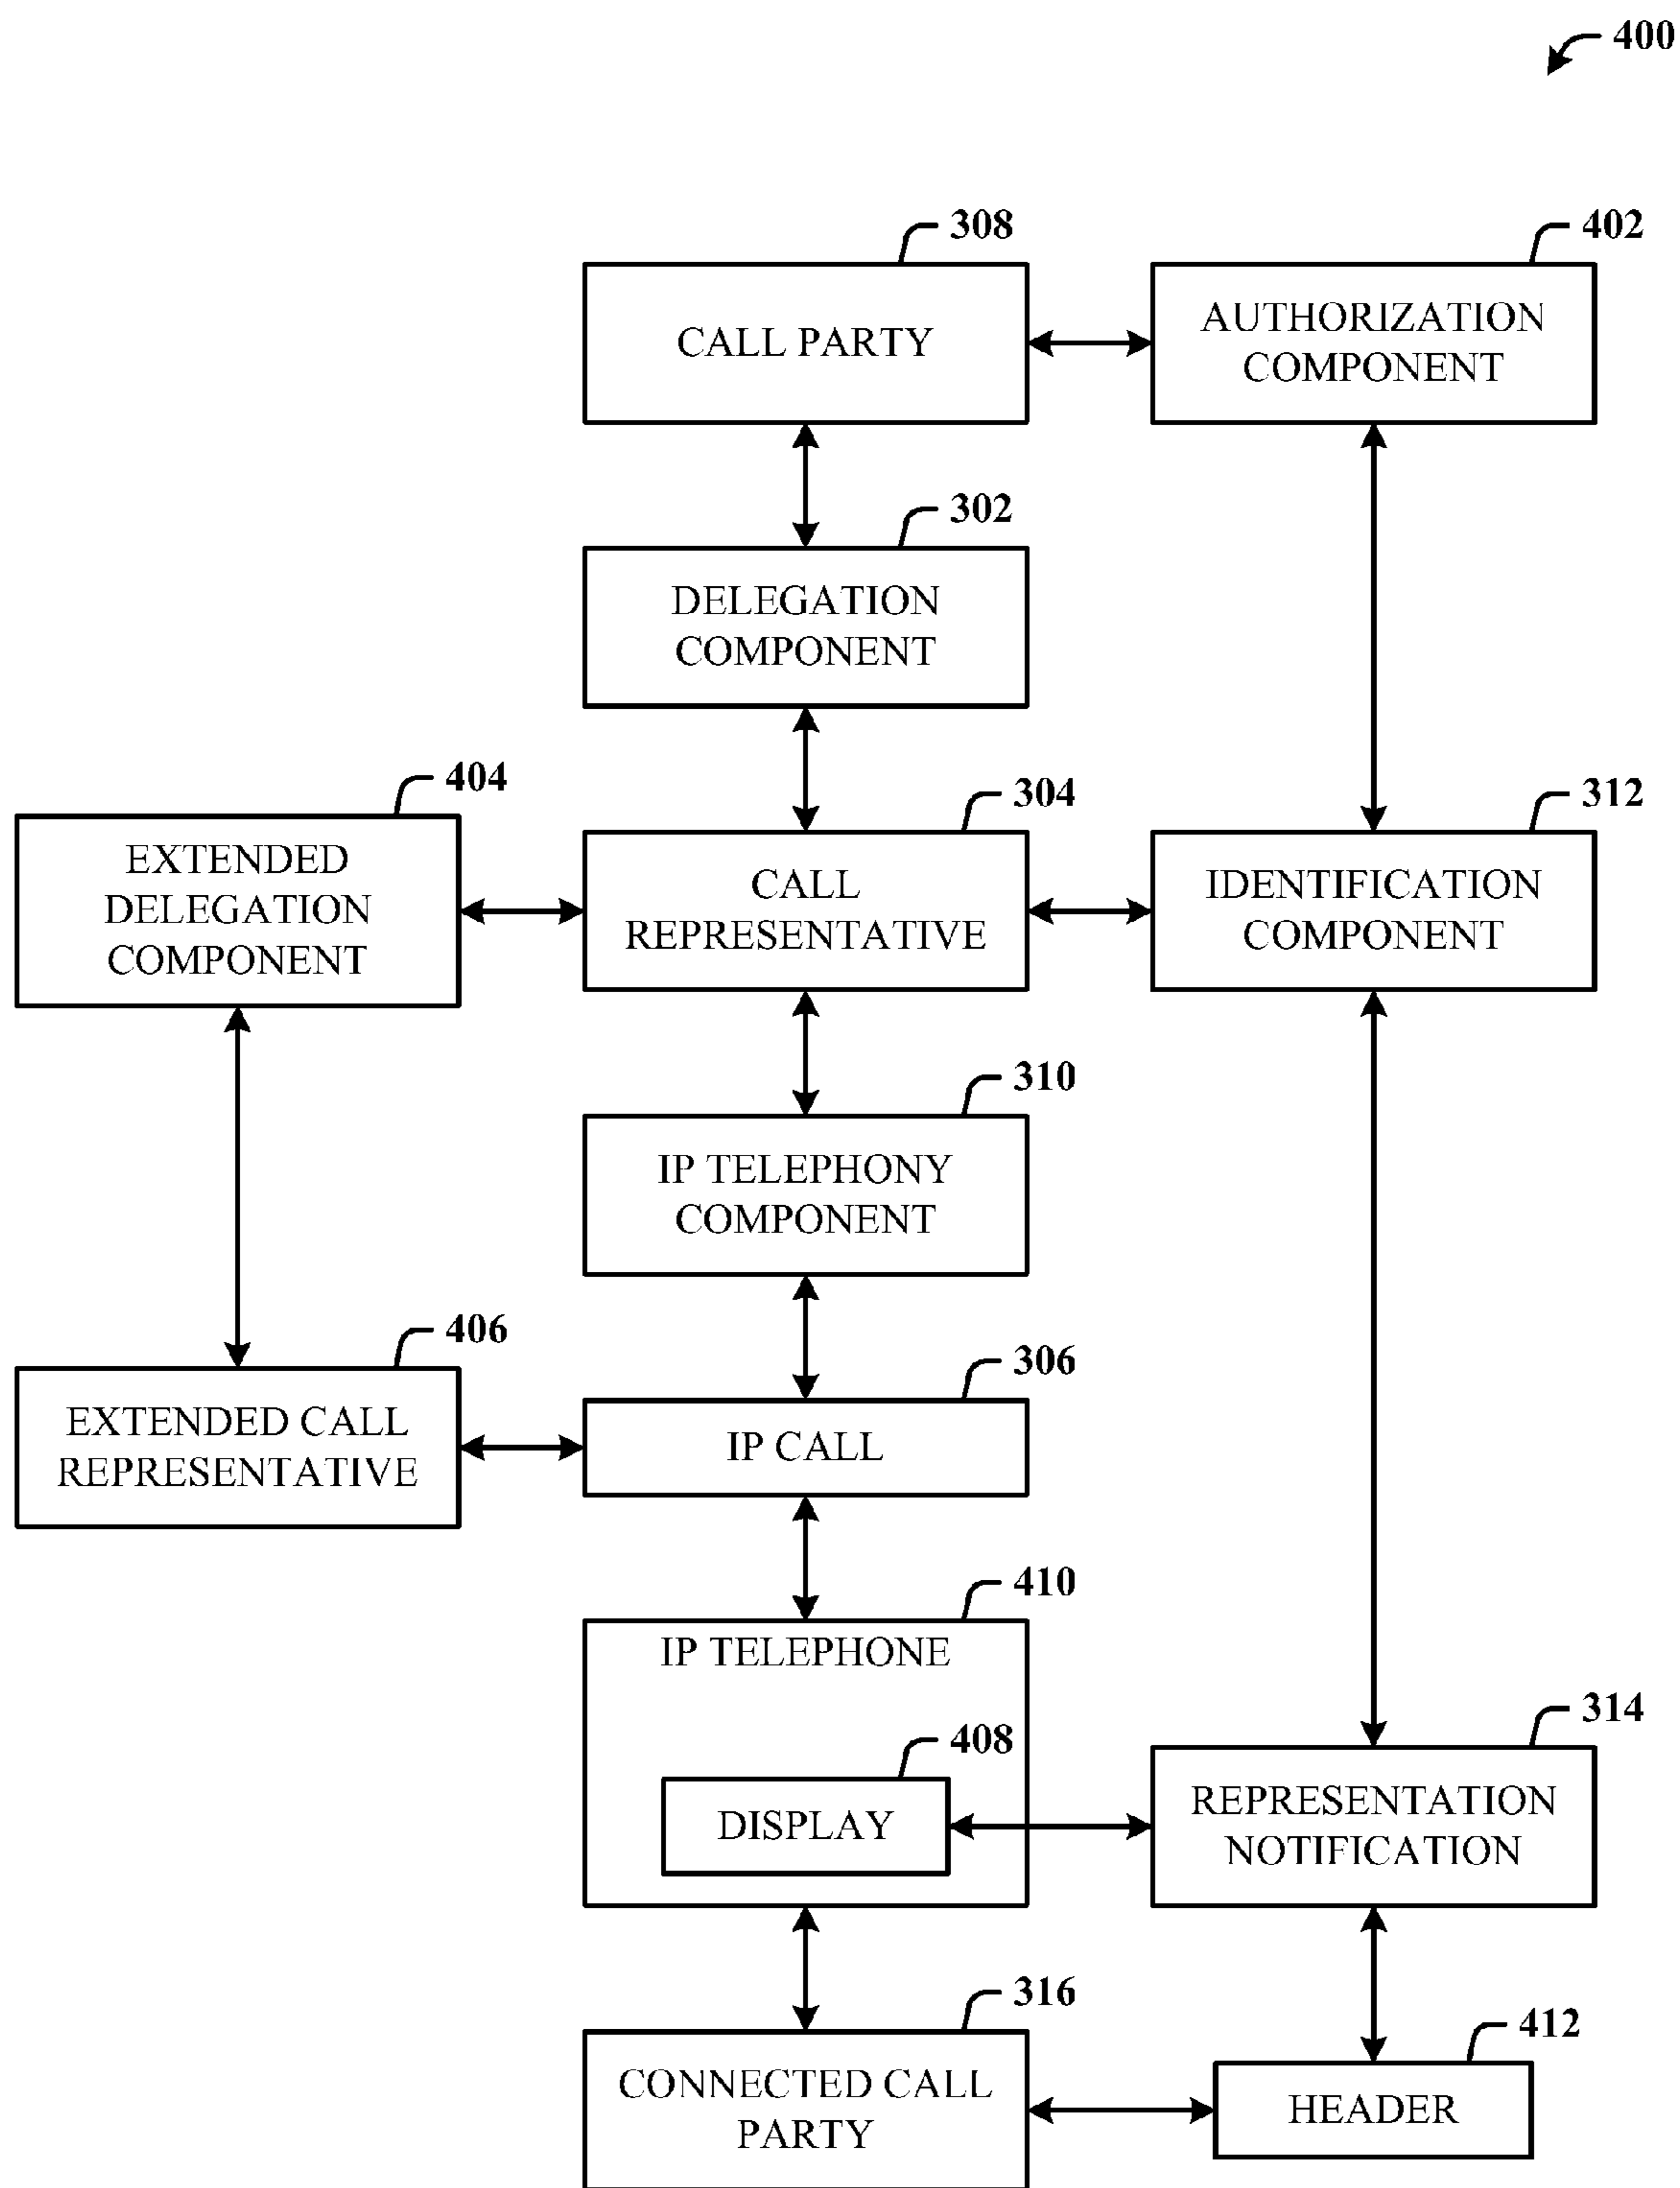 400
308
402
CALL PARTY
AUTHORIZATION
COMPONENT
302
DELEGATION
COMPONENT
404
304
312
EXTENDED
DELEGATION
COMPONENT
CALL
REPRESENTATIVE
IDENTIFICATION
COMPONENT
310
IP TELEPHONY
COMPONENT
406
306
EXTENDED CALL
REPRESENTATIVE
IP CALL
410
IP TELEPHONE
408
314
DISPLAY
REPRESENTATION
NOTIFICATION
316
412
CONNECTED CALL
PARTY
HEADER